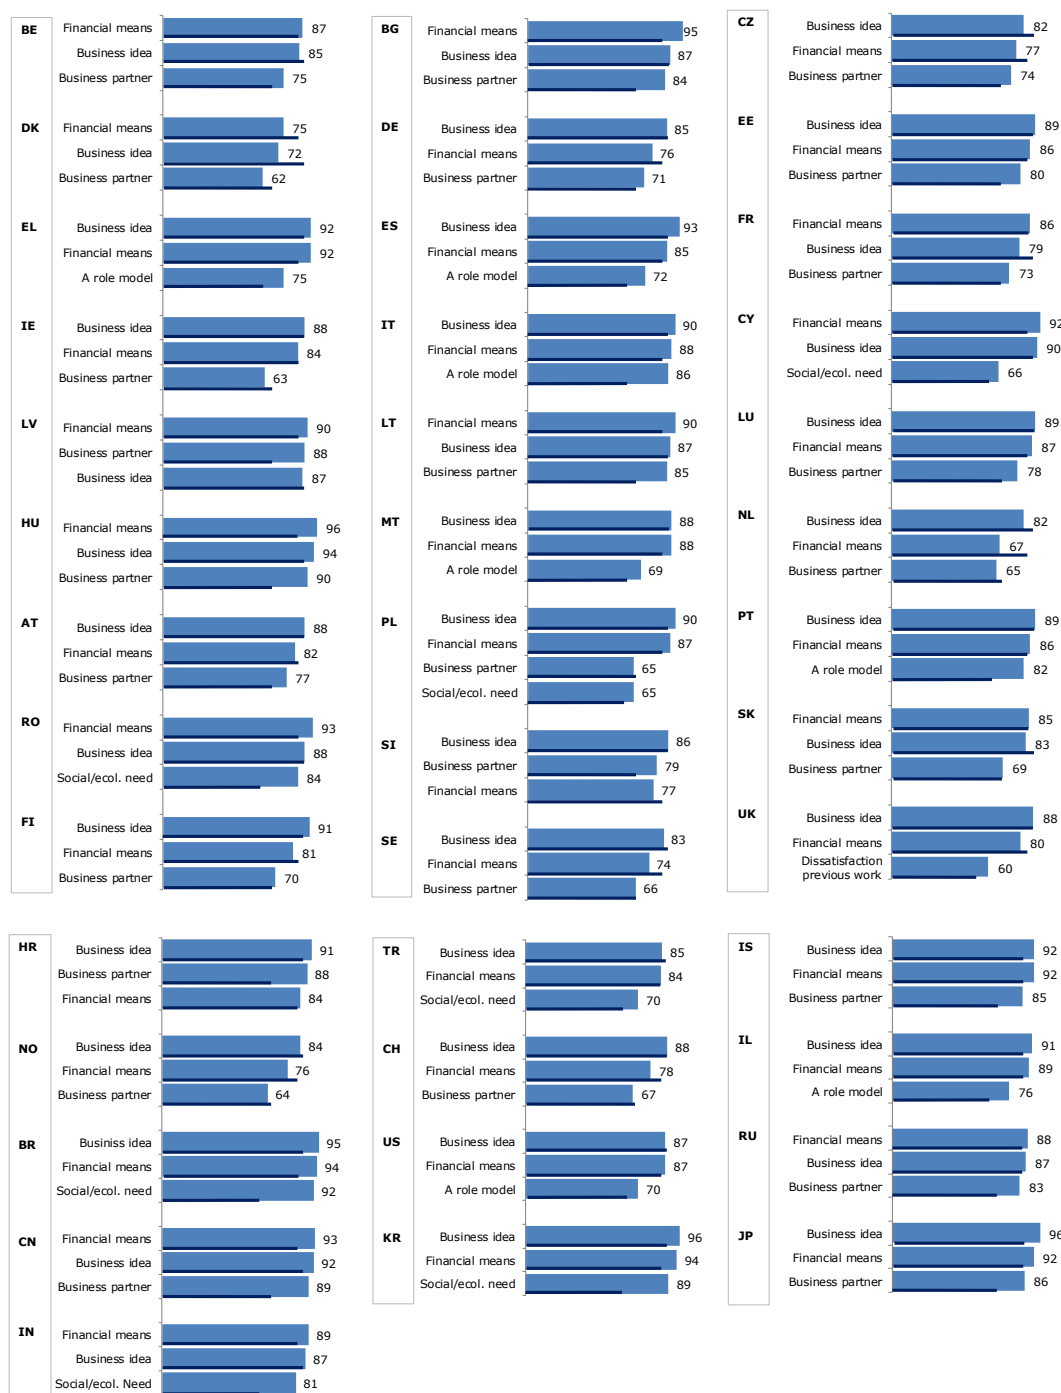 BE
Financial means 87
Business idea 85
Business partner 75
DK
Financial means 75
Business idea 72
Business partner 62
EL
Business idea 92
Financial means 92
A role model 75
IE
Business idea 88
Financial means 84
Business partner 63
LV
Financial means 90
Business partner 88
Business idea 87
HU
Financial means 96
Business idea 94
Business partner 90
AT
Business idea 88
Financial means 82
Business partner 77
RO
Financial means 93
Business idea 88
Social/ecol. need 84
FI
Business idea 91
Financial means 81
Business partner 70
BG
Financial means 95
Business idea 87
Business partner 84
DE
Business idea 85
Financial means 76
Business partner 71
ES
Business idea 93
Financial means 85
A role model 72
IT
Business idea 90
Financial means 88
A role model 86
LT
Financial means 90
Business idea 87
Business partner 85
MT
Business idea 88
Financial means 88
A role model 69
PL
Business idea 90
Financial means 87
Business partner 65
Social/ecol. need 65
SI
Business idea 86
Business partner 79
Financial means 77
SE
Business idea 83
Financial means 74
Business partner 66
CZ
Business idea 82
Financial means 77
Business partner 74
EE
Business idea 89
Financial means 86
Business partner 80
FR
Financial means 86
Business idea 79
Business partner 73
CY
Financial means 92
Business idea 90
Social/ecol. need 66
LU
Business idea 89
Financial means 87
Business partner 78
NL
Business idea 82
Financial means 67
Business partner 65
PT
Business idea 89
Financial means 86
A role model 82
SK
Financial means 85
Business idea 83
Business partner 69
UK
Business idea 88
Financial means 80
Dissatisfaction
previous work 60
HR
Business idea 91
Business partner 88
Financial means 84
NO
Business idea 84
Financial means 76
Business partner 64
BR
Businiss idea 95
Financial means 94
Social/ecol. need 92
CN
Financial means 93
Business idea 92
Business partner 89
IN
Financial means 89
Business idea 87
Social/ecol. Need 81
TR
Business idea 85
Financial means 84
Social/ecol. need 70
CH
Business idea 88
Financial means 78
Business partner 67
US
Business idea 87
Financial means 87
A role model 70
KR
Business idea 96
Financial means 94
Social/ecol. need 89
IS
Business idea 92
Financial means 92
Business partner 85
IL
Business idea 91
Financial means 89
A role model 76
RU
Financial means 88
Business idea 87
Business partner 83
JP
Business idea 96
Financial means 92
Business partner 86